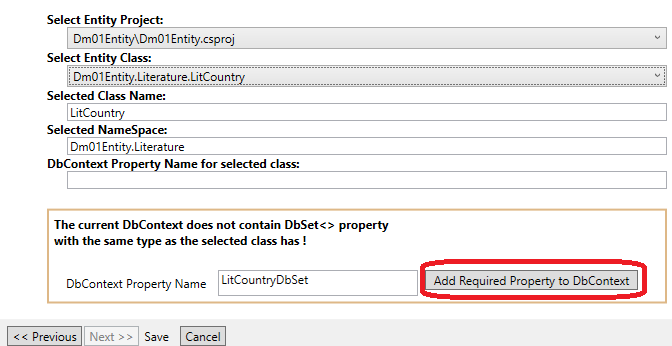 Select Entity Project:
Dm01Entity\Dm01Entity.csproj
Select Entity Class:
Dm01Entity.Literature.LitCountry
Selected Class Name:
LitCountry
Selected NameSpace:
Dm01Entity.Literature
DbContext Property Name for selected class:
The current DbContext does not contain DbSet<> property
with the same type as the selected class has !
DbContext Property Name LitCountryDbSet Add Required Property to DbContext
<< Previous Next >> Save Cancel